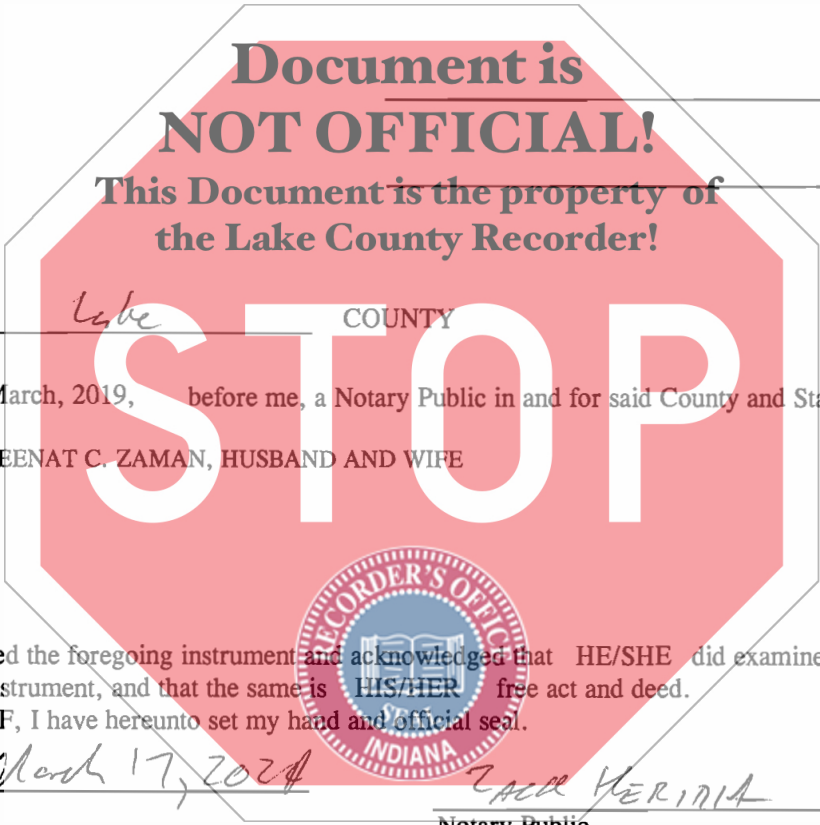 Document is
NOT OFFICIAL!
This Document is the property of
the Lake County Recorder!
COUNTY
March, 2019, before me, a Notary Public in and for said County and Sta
EENAT C. ZAMAN, HUSBAND AND WIFE
STOP
RECORDER'S OFFICE
ed the foregoing instrument and acknowledged that HE/SHE did examine
strument, and that the same is HIS/HER free act and deed.
SEAL
F, I have hereunto set my hand and official seal.
INDIANA
March 17,
Notary Public